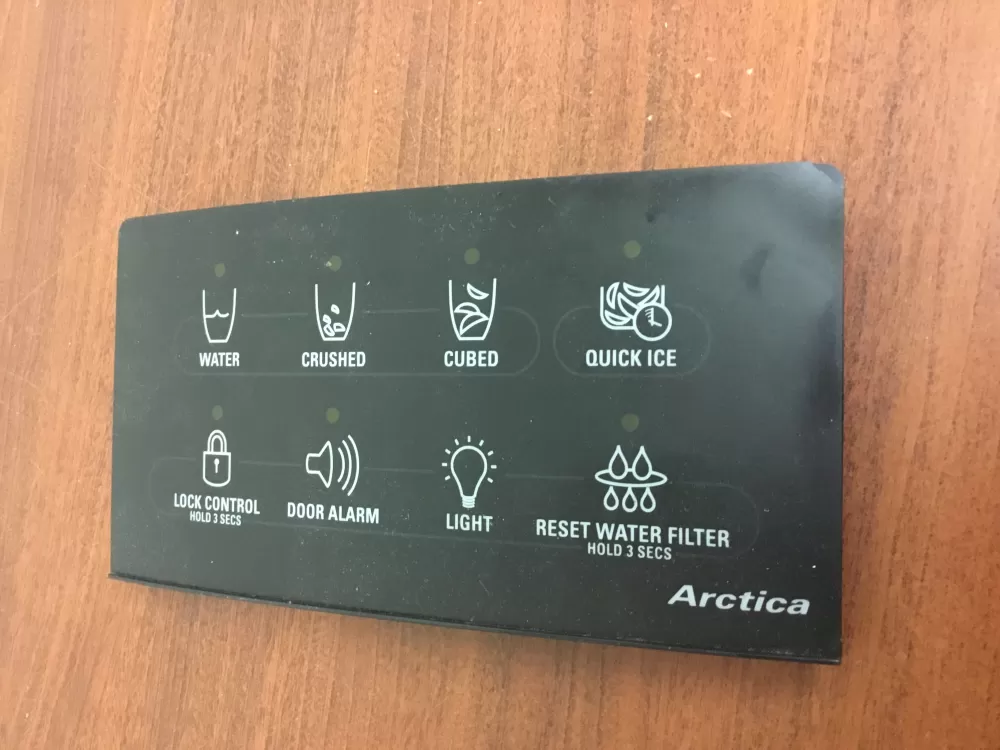 WATER
CRUSHED
CUBED
QUICK ICE
LOCK CONTROL
HOLD 3 SECS
DOOR ALARM
LIGHT
RESET WATER FILTER
HOLD 3 SECS
Arctica